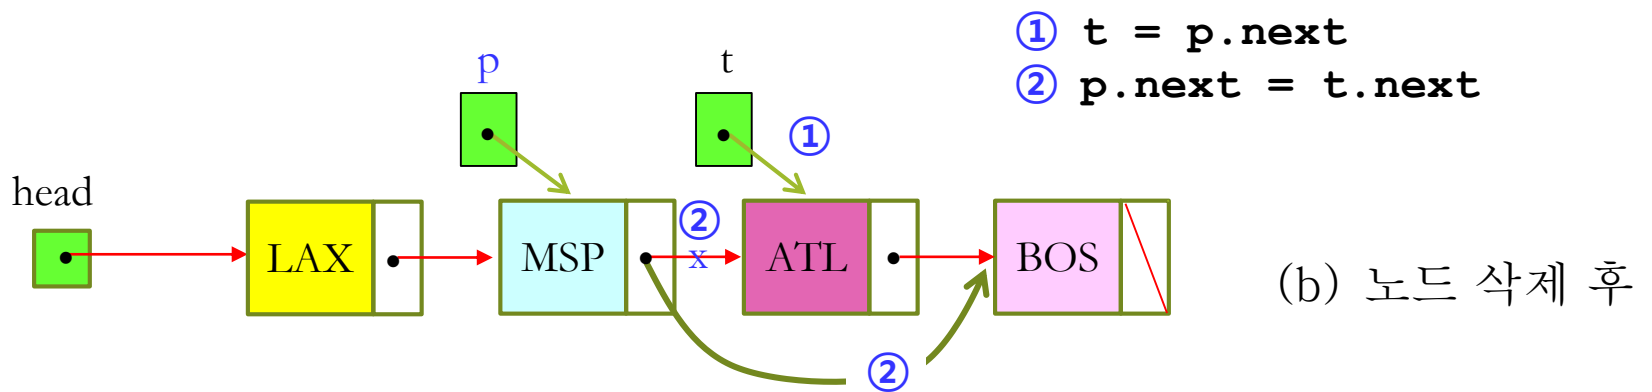 ① t = p.next
② p.next = t.next
p
t
①
head
②
LAX
MSP
x
ATL
BOS
(b) 노드 삭제 후
②